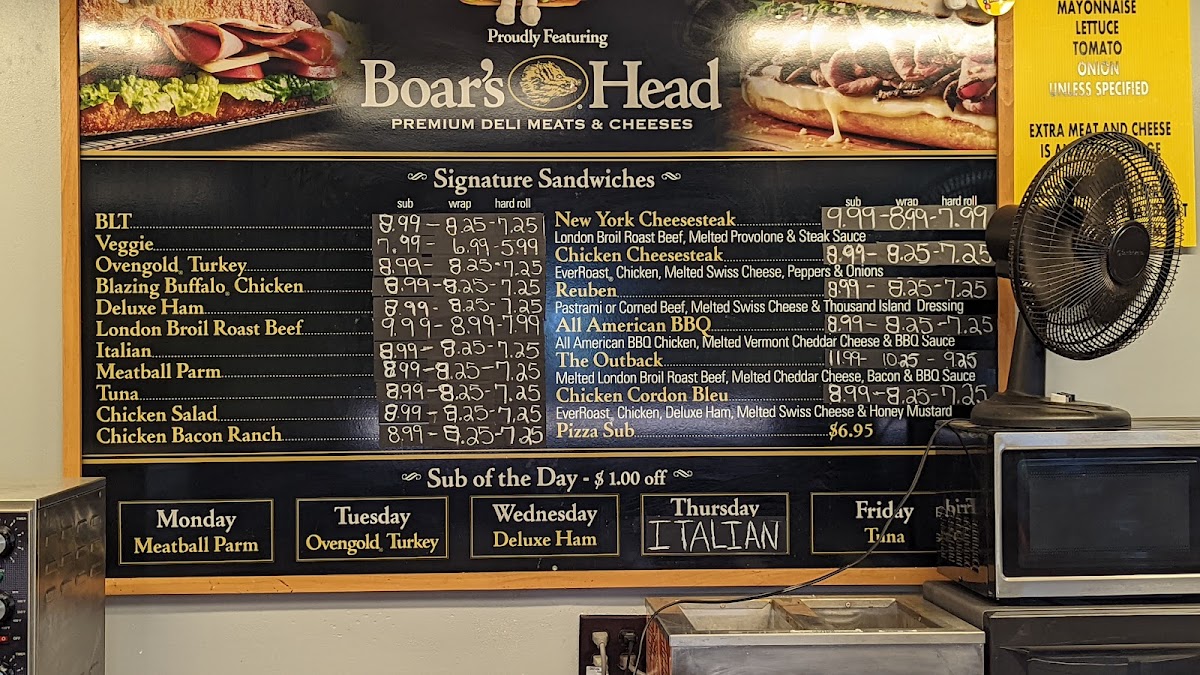 Proudly Featuring
Boar's Head
PREMIUM DELI MEATS & CHEESES
Signature Sandwiches
sub wrap hard roll
BLT 8.99 - 8.25 - 7.25
Veggie 7.99 - 6.99 - 5.99
Ovengold® Turkey 8.99 - 8.25 - 7.25
Blazing Buffalo® Chicken 8.99 - 8.25 - 7.25
Deluxe Ham 8.99 - 8.25 - 7.25
London Broil Roast Beef 9.99 - 8.99 - 7.99
Italian 8.99 - 8.25 - 7.25
Meatball Parm 8.99 - 8.25 - 7.25
Tuna 8.99 - 8.25 - 7.25
Chicken Salad 8.99 - 8.25 - 7.25
Chicken Bacon Ranch 8.99 - 8.25 - 7.25
sub wrap hard roll
New York Cheesesteak 9.99 - 8.99 - 7.99
London Broil Roast Beef, Melted Provolone & Steak Sauce
Chicken Cheesesteak 8.99 - 8.25 - 7.25
EverRoast® Chicken, Melted Swiss Cheese, Peppers & Onions
Reuben 8.99 - 8.25 - 7.25
Pastrami or Corned Beef, Melted Swiss Cheese & Thousand Island Dressing
All American BBQ 8.99 - 8.25 - 7.25
All American BBQ Chicken, Melted Vermont Cheddar Cheese & BBQ Sauce
The Outback 11.99 - 10.25 - 9.25
Melted London Broil Roast Beef, Melted Cheddar Cheese, Bacon & BBQ Sauce
Chicken Cordon Bleu 8.99 - 8.25 - 7.25
EverRoast® Chicken, Deluxe Ham, Melted Swiss Cheese & Honey Mustard
Pizza Sub $6.95
Sub of the Day - $1.00 off
Monday
Meatball Parm
Tuesday
Ovengold® Turkey
Wednesday
Deluxe Ham
Thursday
ITALIAN
Friday
Tuna
MAYONNAISE
LETTUCE
TOMATO
ONION
UNLESS SPECIFIED
EXTRA MEAT AND CHEESE
IS